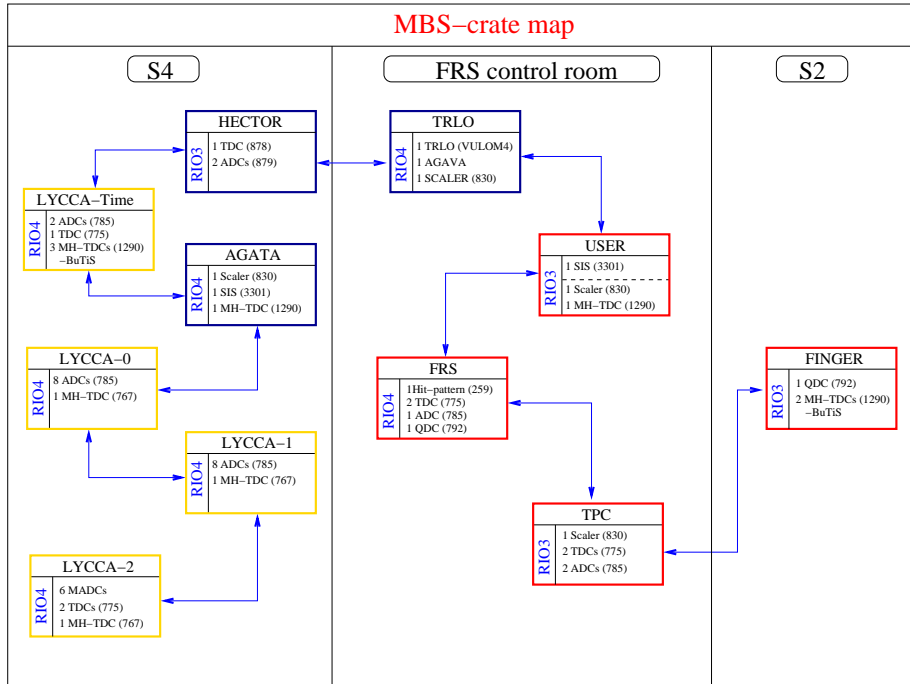 MBS−crate map
S4
HECTOR
RIO3
1 TDC (878)
2 ADCs (879)
LYCCA−Time
RIO4
2 ADCs (785)
1 TDC (775)
3 MH−TDCs (1290)
−BuTiS
AGATA
RIO4
1 Scaler (830)
1 SIS (3301)
1 MH−TDC (1290)
LYCCA−0
RIO4
8 ADCs (785)
1 MH−TDC (767)
LYCCA−1
RIO4
8 ADCs (785)
1 MH−TDC (767)
LYCCA−2
RIO4
6 MADCs
2 TDCs (775)
1 MH−TDC (767)
FRS control room
TRLO
RIO4
1 TRLO (VULOM4)
1 AGAVA
1 SCALER (830)
USER
RIO3
1 SIS (3301)
1 Scaler (830)
1 MH−TDC (1290)
FRS
RIO4
1Hit−pattern (259)
2 TDC (775)
1 ADC (785)
1 QDC (792)
TPC
RIO3
1 Scaler (830)
2 TDCs (775)
2 ADCs (785)
S2
FINGER
RIO3
1 QDC (792)
2 MH−TDCs (1290)
−BuTiS